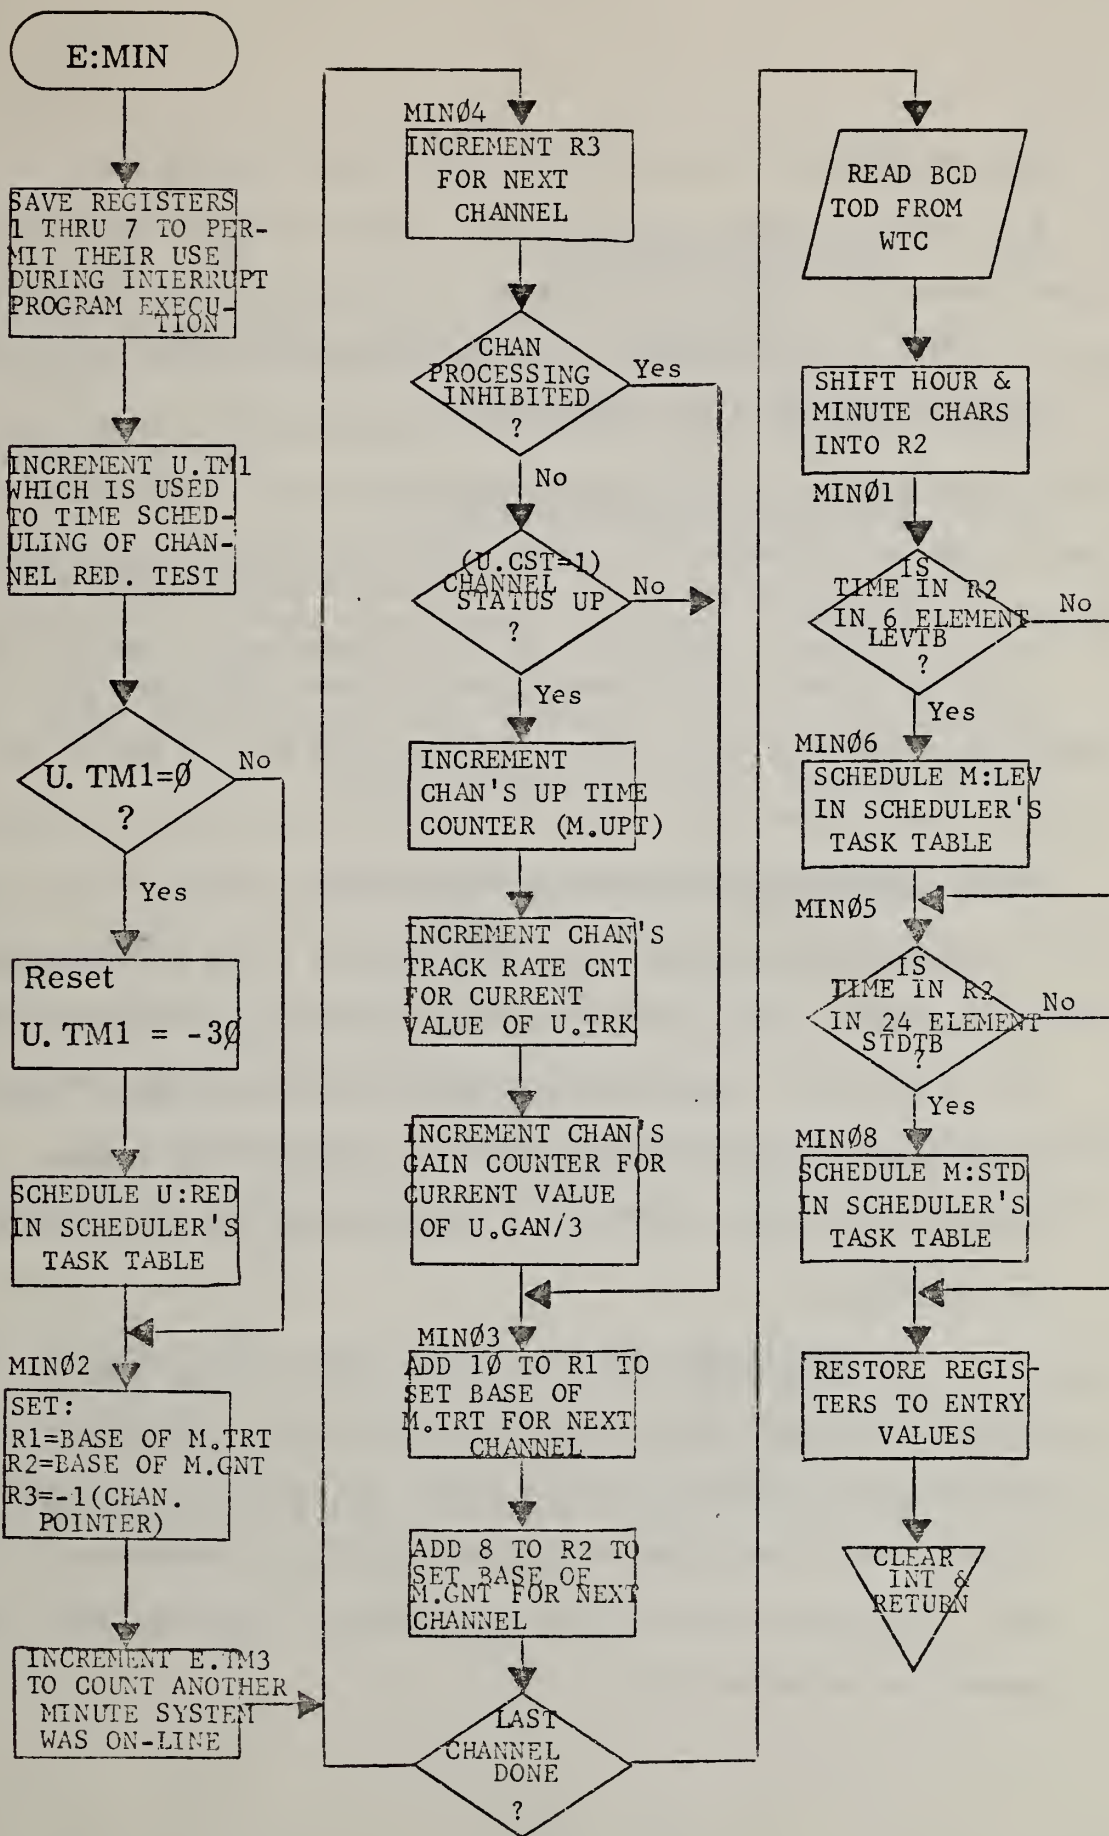 E:MIN
SAVE REGISTERS
1 THRU 7 TO PER-
MIT THEIR USE
DURING INTERRUPT
PROGRAM EXECU-
TION
INCREMENT U.TM1
WHICH IS USED
TO TIME SCHED-
ULING OF CHAN-
NEL RED. TEST
U. TM1=Ø
?
No
Yes
Reset
U. TM1 = -3Ø
SCHEDULE U:RED
IN SCHEDULER'S
TASK TABLE
MINØ2
SET:
R1=BASE OF M.TRT
R2=BASE OF M.GNT
R3=-1(CHAN.
POINTER)
INCREMENT E.TM3
TO COUNT ANOTHER
MINUTE SYSTEM
WAS ON-LINE
MINØ4
INCREMENT R3
FOR NEXT
CHANNEL
CHAN
PROCESSING
INHIBITED
?
Yes
No
(U.CST=1)
CHANNEL
STATUS UP
?
No
Yes
INCREMENT
CHAN'S UP TIME
COUNTER (M.UPT)
INCREMENT CHAN'S
TRACK RATE CNT
FOR CURRENT
VALUE OF U.TRK
INCREMENT CHAN'S
GAIN COUNTER FOR
CURRENT VALUE
OF U.GAN/3
MINØ3
ADD 1Ø TO R1 TO
SET BASE OF
M.TRT FOR NEXT
CHANNEL
ADD 8 TO R2 TO
SET BASE OF
M.GNT FOR NEXT
CHANNEL
LAST
CHANNEL
DONE
?
READ BCD
TOD FROM
WTC
SHIFT HOUR &
MINUTE CHARS
INTO R2
MINØ1
IS
TIME IN R2
IN 6 ELEMENT
LEVTB
?
No
Yes
MINØ6
SCHEDULE M:LEV
IN SCHEDULER'S
TASK TABLE
MINØ5
IS
TIME IN R2
IN 24 ELEMENT
STDTB
?
No
Yes
MINØ8
SCHEDULE M:STD
IN SCHEDULER'S
TASK TABLE
RESTORE REGIS-
TERS TO ENTRY
VALUES
CLEAR
INT &
RETURN